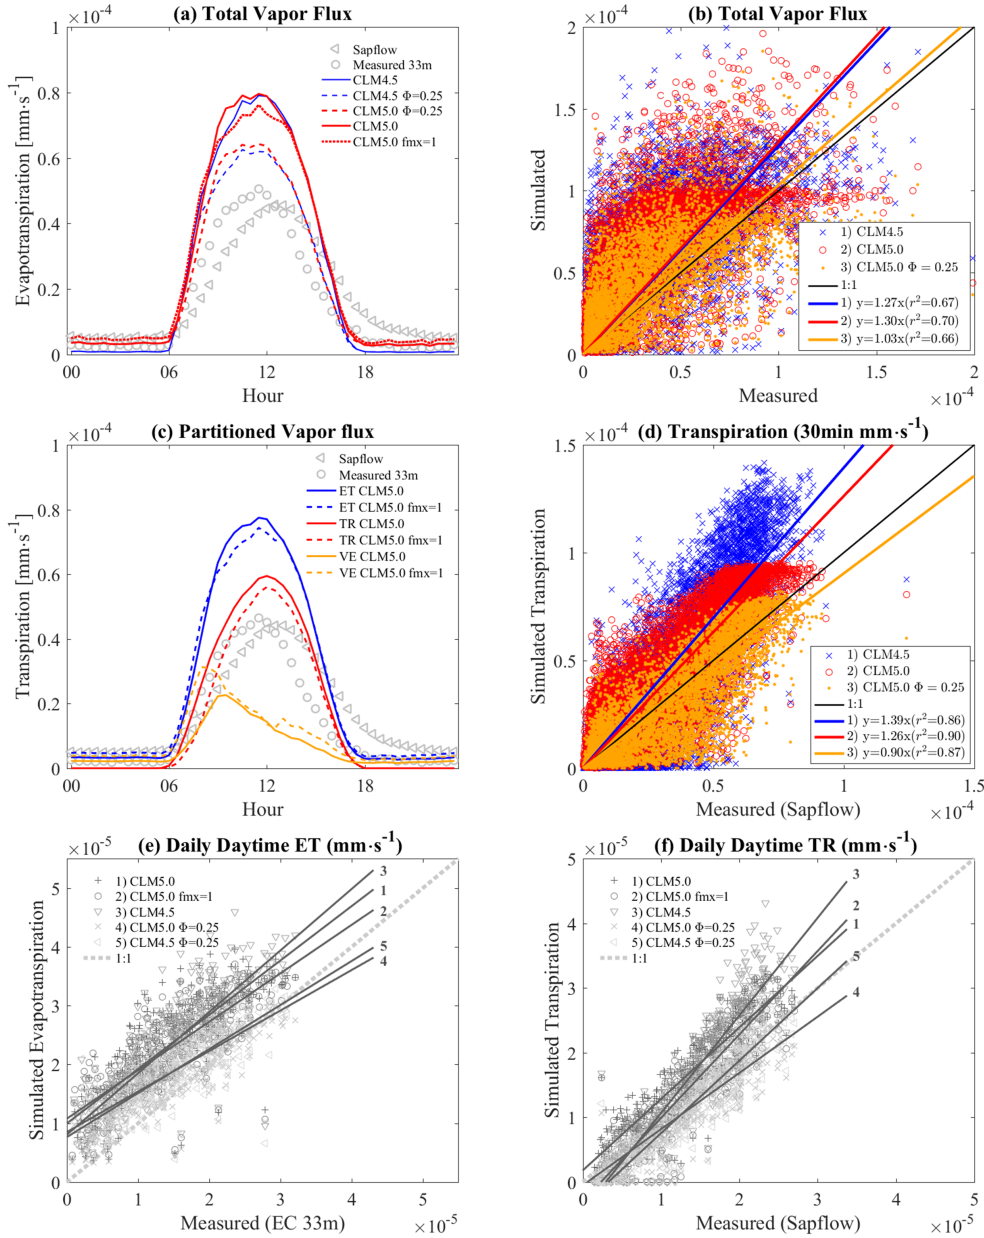 (a) Total Vapor Flux
×10⁻⁴
Evapotranspiration [mm·s⁻¹]
1
0.8
0.6
0.4
0.2
0
00
06
12
18
Hour
Sapflow
Measured 33m
CLM4.5
CLM4.5 Φ=0.25
CLM5.0 Φ=0.25
CLM5.0
CLM5.0 fmx=1
(b) Total Vapor Flux
×10⁻⁴
Simulated
2
1.5
1
0.5
0
0
0.5
1
1.5
2
×10⁻⁴
Measured
1) CLM4.5
2) CLM5.0
3) CLM5.0 Φ = 0.25
1:1
1) y=1.27x(r²=0.67)
2) y=1.30x(r²=0.70)
3) y=1.03x(r²=0.66)
(c) Partitioned Vapor flux
×10⁻⁴
Transpiration [mm·s⁻¹]
1
0.8
0.6
0.4
0.2
0
00
06
12
18
Hour
Sapflow
Measured 33m
ET CLM5.0
ET CLM5.0 fmx=1
TR CLM5.0
TR CLM5.0 fmx=1
VE CLM5.0
VE CLM5.0 fmx=1
(d) Transpiration (30min mm·s⁻¹)
×10⁻⁴
Simulated Transpiration
1.5
1
0.5
0
0
0.5
1
1.5
×10⁻⁴
Measured (Sapflow)
1) CLM4.5
2) CLM5.0
3) CLM5.0 Φ = 0.25
1:1
1) y=1.39x(r²=0.86)
2) y=1.26x(r²=0.90)
3) y=0.90x(r²=0.87)
(e) Daily Daytime ET (mm·s⁻¹)
×10⁻⁵
Simulated Evapotranspiration
5
4
3
2
1
0
0
1
2
3
4
5
×10⁻⁵
Measured (EC 33m)
1) CLM5.0
2) CLM5.0 fmx=1
3) CLM4.5
4) CLM5.0 Φ=0.25
5) CLM4.5 Φ=0.25
1:1
3
1
2
5
4
(f) Daily Daytime TR (mm·s⁻¹)
×10⁻⁵
Simulated Transpiration
5
4
3
2
1
0
0
1
2
3
4
5
×10⁻⁵
Measured (Sapflow)
1) CLM5.0
2) CLM5.0 fmx=1
3) CLM4.5
4) CLM5.0 Φ=0.25
5) CLM4.5 Φ=0.25
1:1
3
2
1
5
4